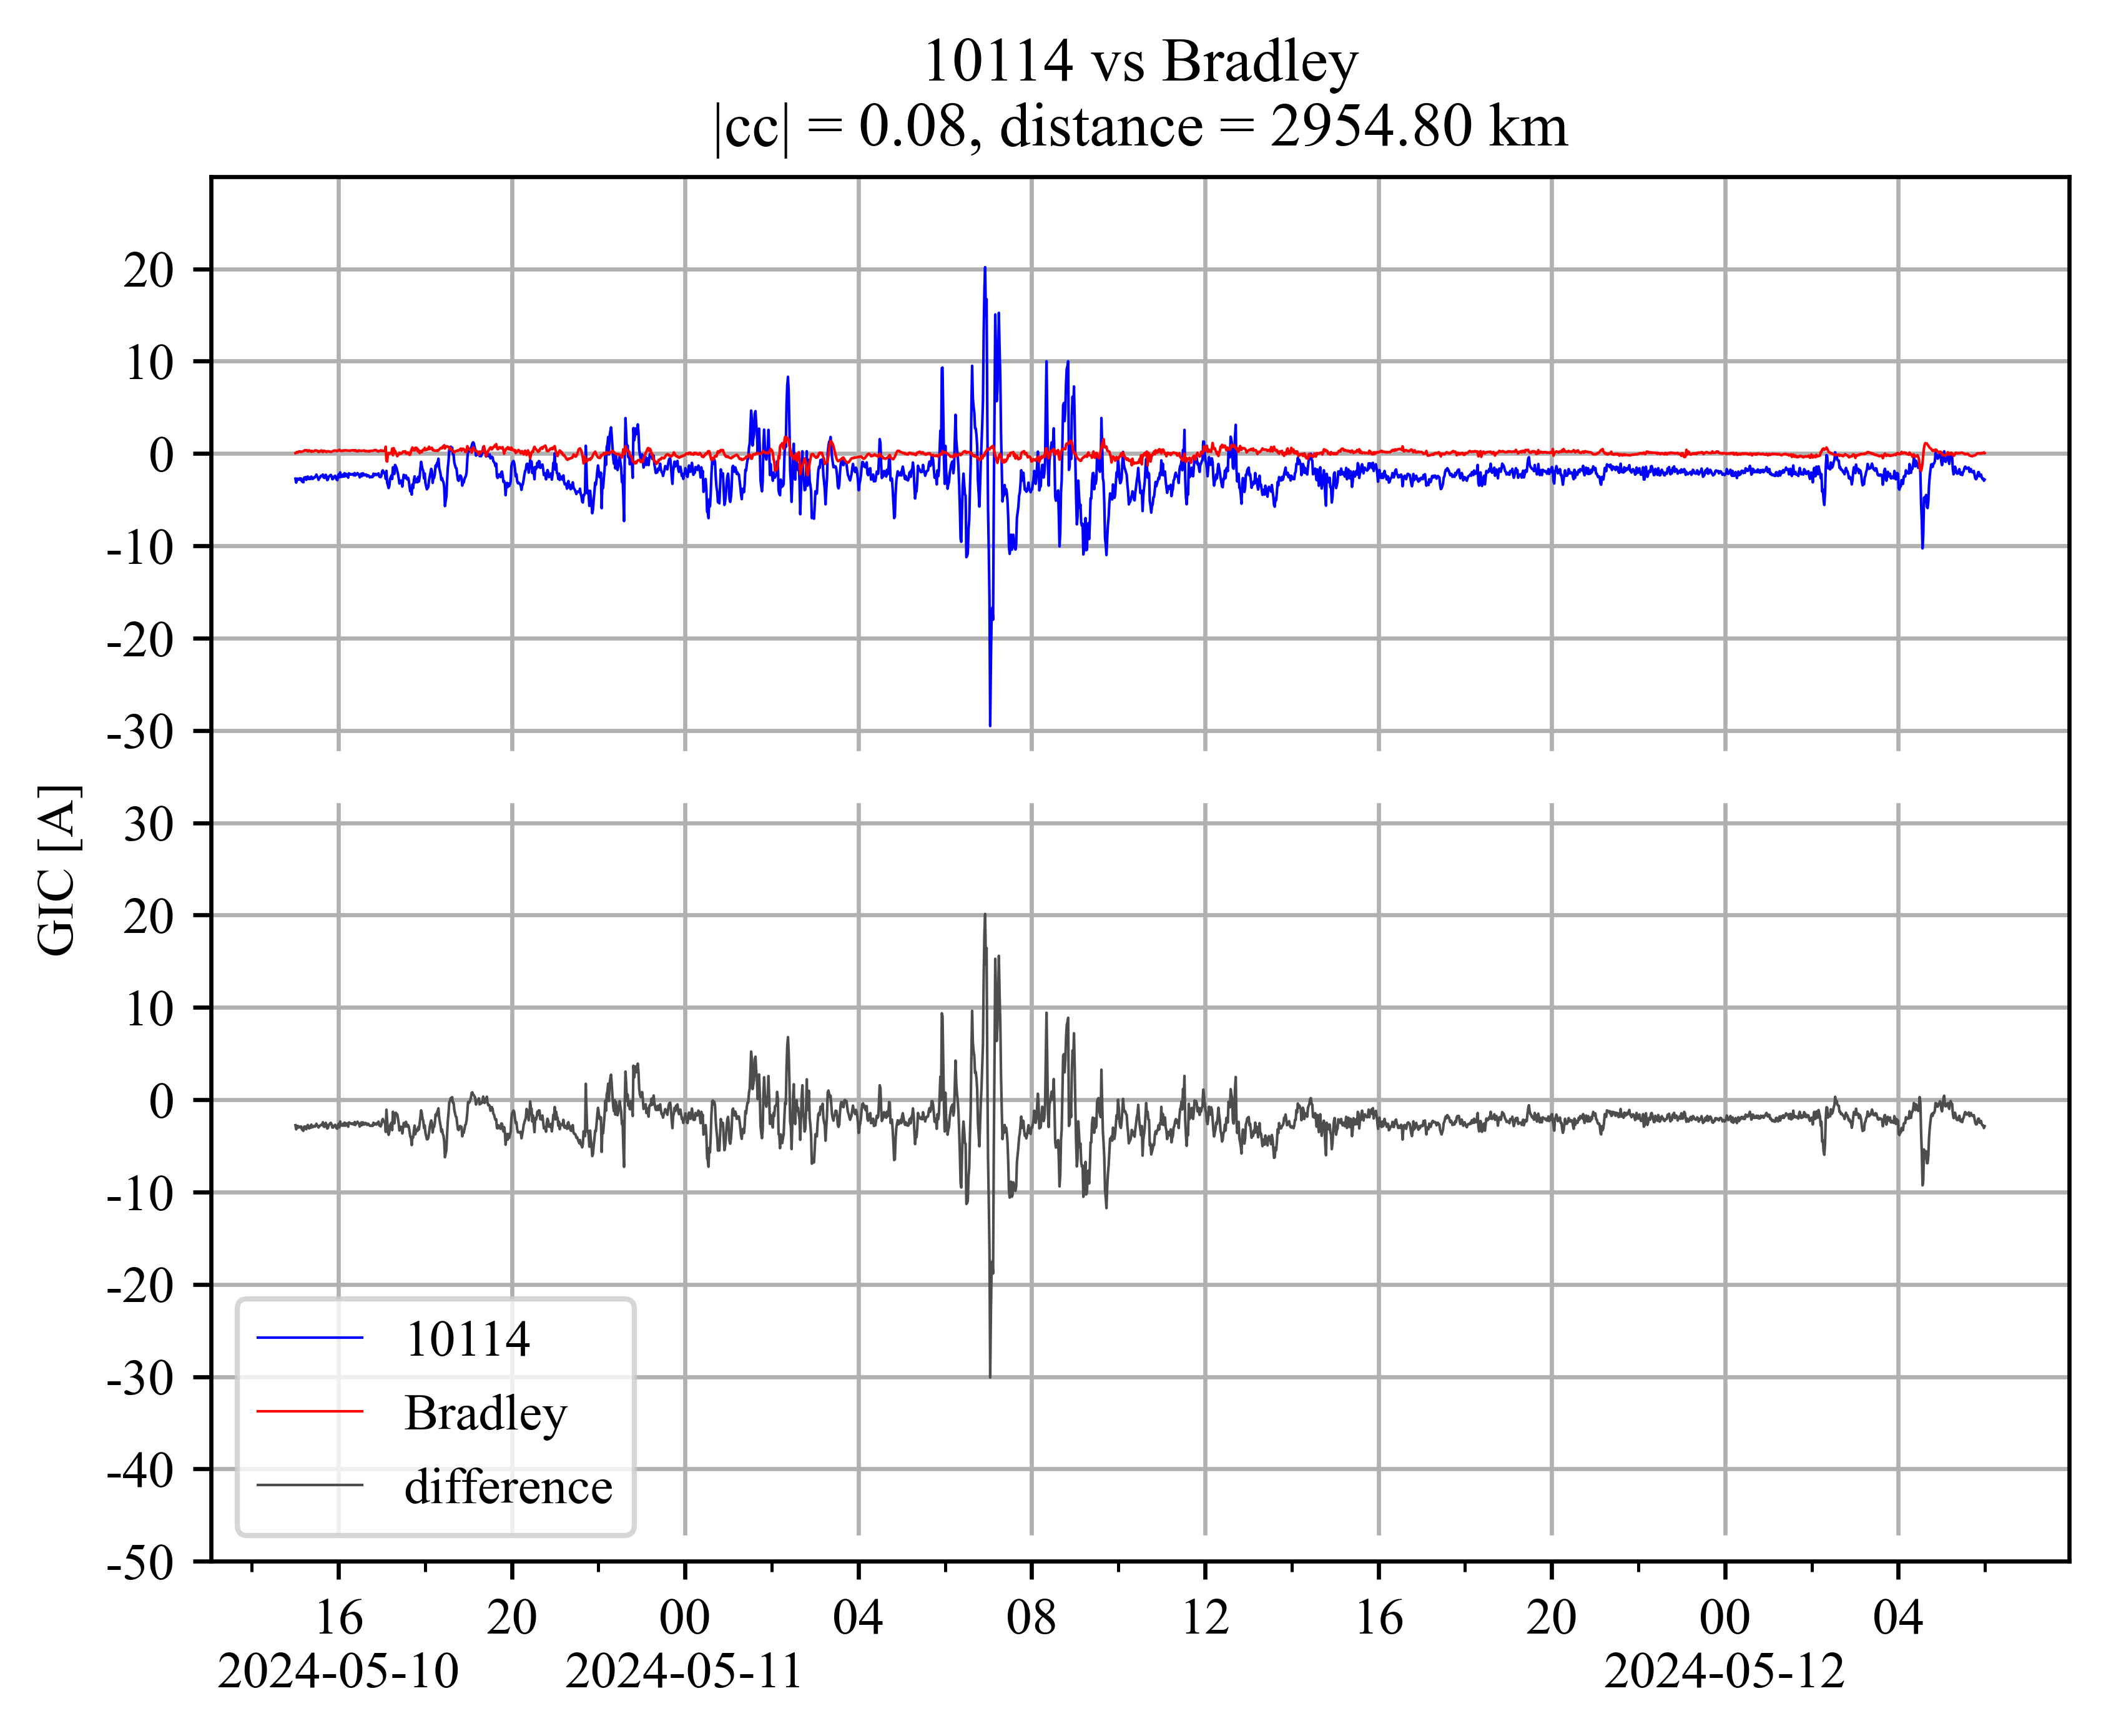 10114 vs Bradley
|cc| = 0.08, distance = 2954.80 km
GIC [A]
20
10
0
-10
-20
-30
30
20
10
0
-10
-20
-30
-40
-50
10114
Bradley
difference
16 20 00 04 08 12 16 20 00 04
2024-05-10 2024-05-11 2024-05-12